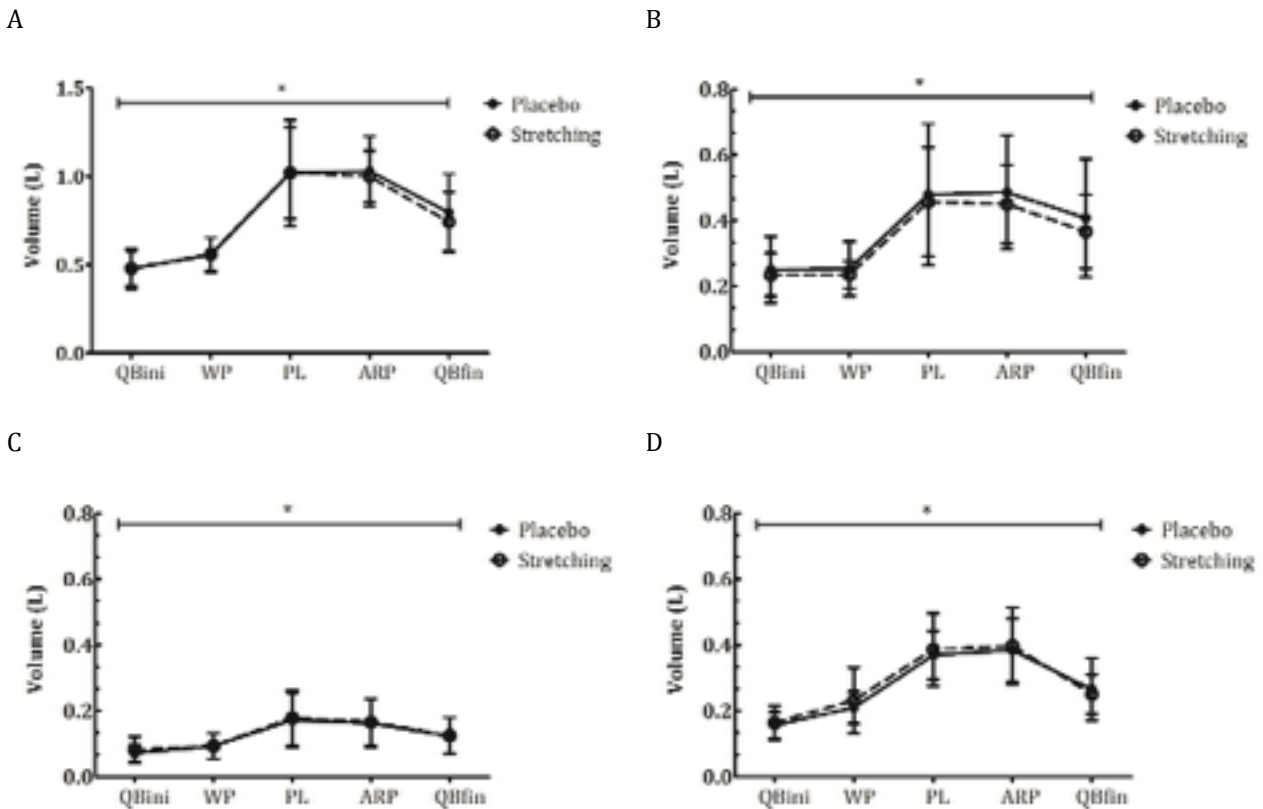 A
B
*
1.5
1.0
0.5
0.0
Volume (L)
Placebo
Stretching
QBini WP PL ARP QBfin
*
0.8
0.6
0.4
0.2
0.0
Volume (L)
Placebo
Stretching
QBini WP PL ARP QBfin
C
D
*
0.8
0.6
0.4
0.2
0.0
Volume (L)
Placebo
Stretching
QBini WP PL ARP QBfin
*
0.8
0.6
0.4
0.2
0.0
Volume (L)
Placebo
Stretching
QBini WP PL ARP QBfin